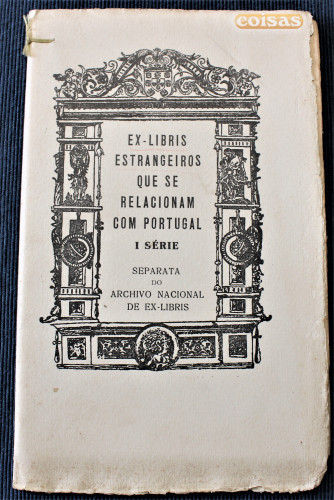 coisas
EX-LIBRIS
ESTRANGEIROS
QUE SE
RELACIONAM
COM PORTUGAL
I SÉRIE
SEPARATA
DO
ARCHIVO NACIONAL
DE EX-LIBRIS